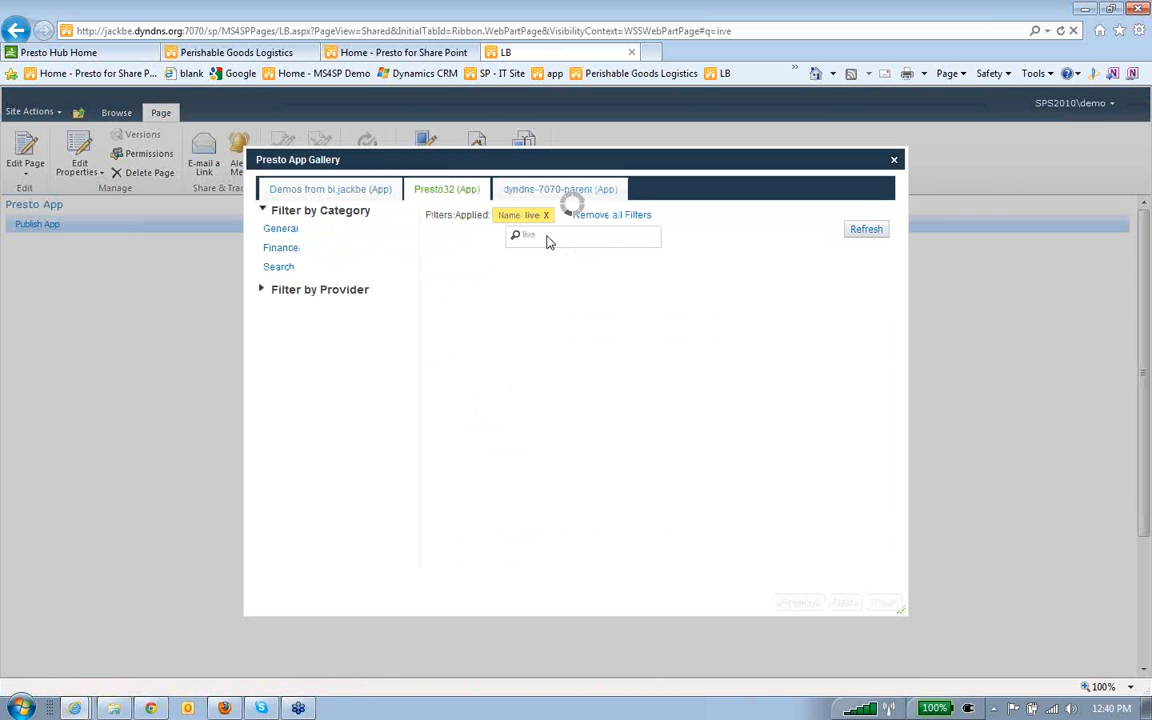 http://jackbe.dyndns.org:7070/sp/MS4SPPages/LB.aspx?PageView=Shared&InitialTabId=Ribbon.WebPartPage&VisibilityContext=WSSWebPartPage#q=live
Presto Hub Home
Perishable Goods Logistics
Home - Presto for Share Point
LB
Home - Presto for Share P...
blank
Google
Home - MS4SP Demo
Dynamics CRM
SP - IT Site
app
Perishable Goods Logistics
LB
Page
Safety
Tools
Site Actions
Browse
Page
SPS2010\demo
Edit Page
Edit Properties
Versions
Permissions
Delete Page
E-mail a Link
Edit
Manage
Presto App
Publish App
Presto App Gallery
Demos from bi.jackbe (App)
Presto32 (App)
dyndns-7070-parent (App)
Filter by Category
General
Finance
Search
Filter by Provider
Filters Applied:
Name live X
Remove all Filters
live
Refresh
Previous
Next
100%
100%
12:40 PM